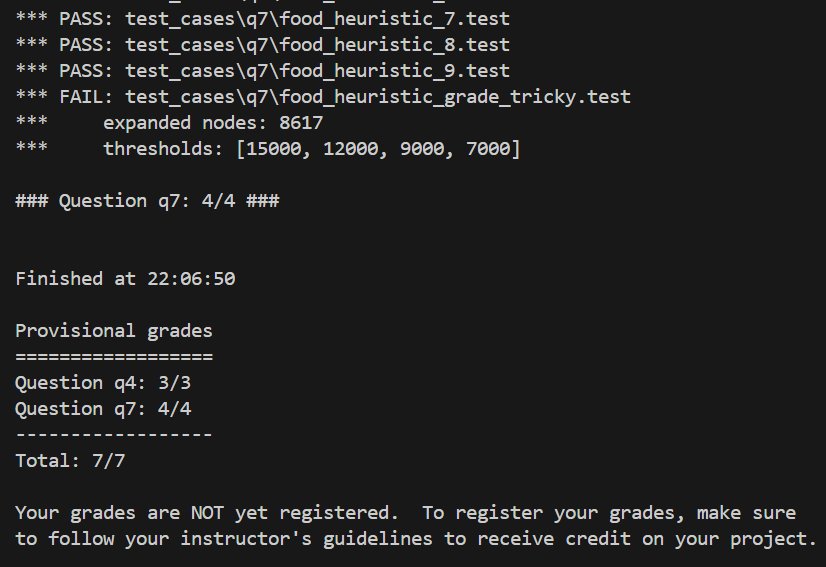 *** PASS: test_cases\q7\food_heuristic_7.test
*** PASS: test_cases\q7\food_heuristic_8.test
*** PASS: test_cases\q7\food_heuristic_9.test
*** FAIL: test_cases\q7\food_heuristic_grade_tricky.test
***     expanded nodes: 8617
***     thresholds: [15000, 12000, 9000, 7000]
### Question q7: 4/4 ###
Finished at 22:06:50
Provisional grades
==================
Question q4: 3/3
Question q7: 4/4
------------------
Total: 7/7
Your grades are NOT yet registered.  To register your grades, make sure
to follow your instructor's guidelines to receive credit on your project.